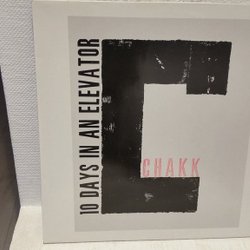 10 DAYS IN AN ELEVATOR
CHAKK